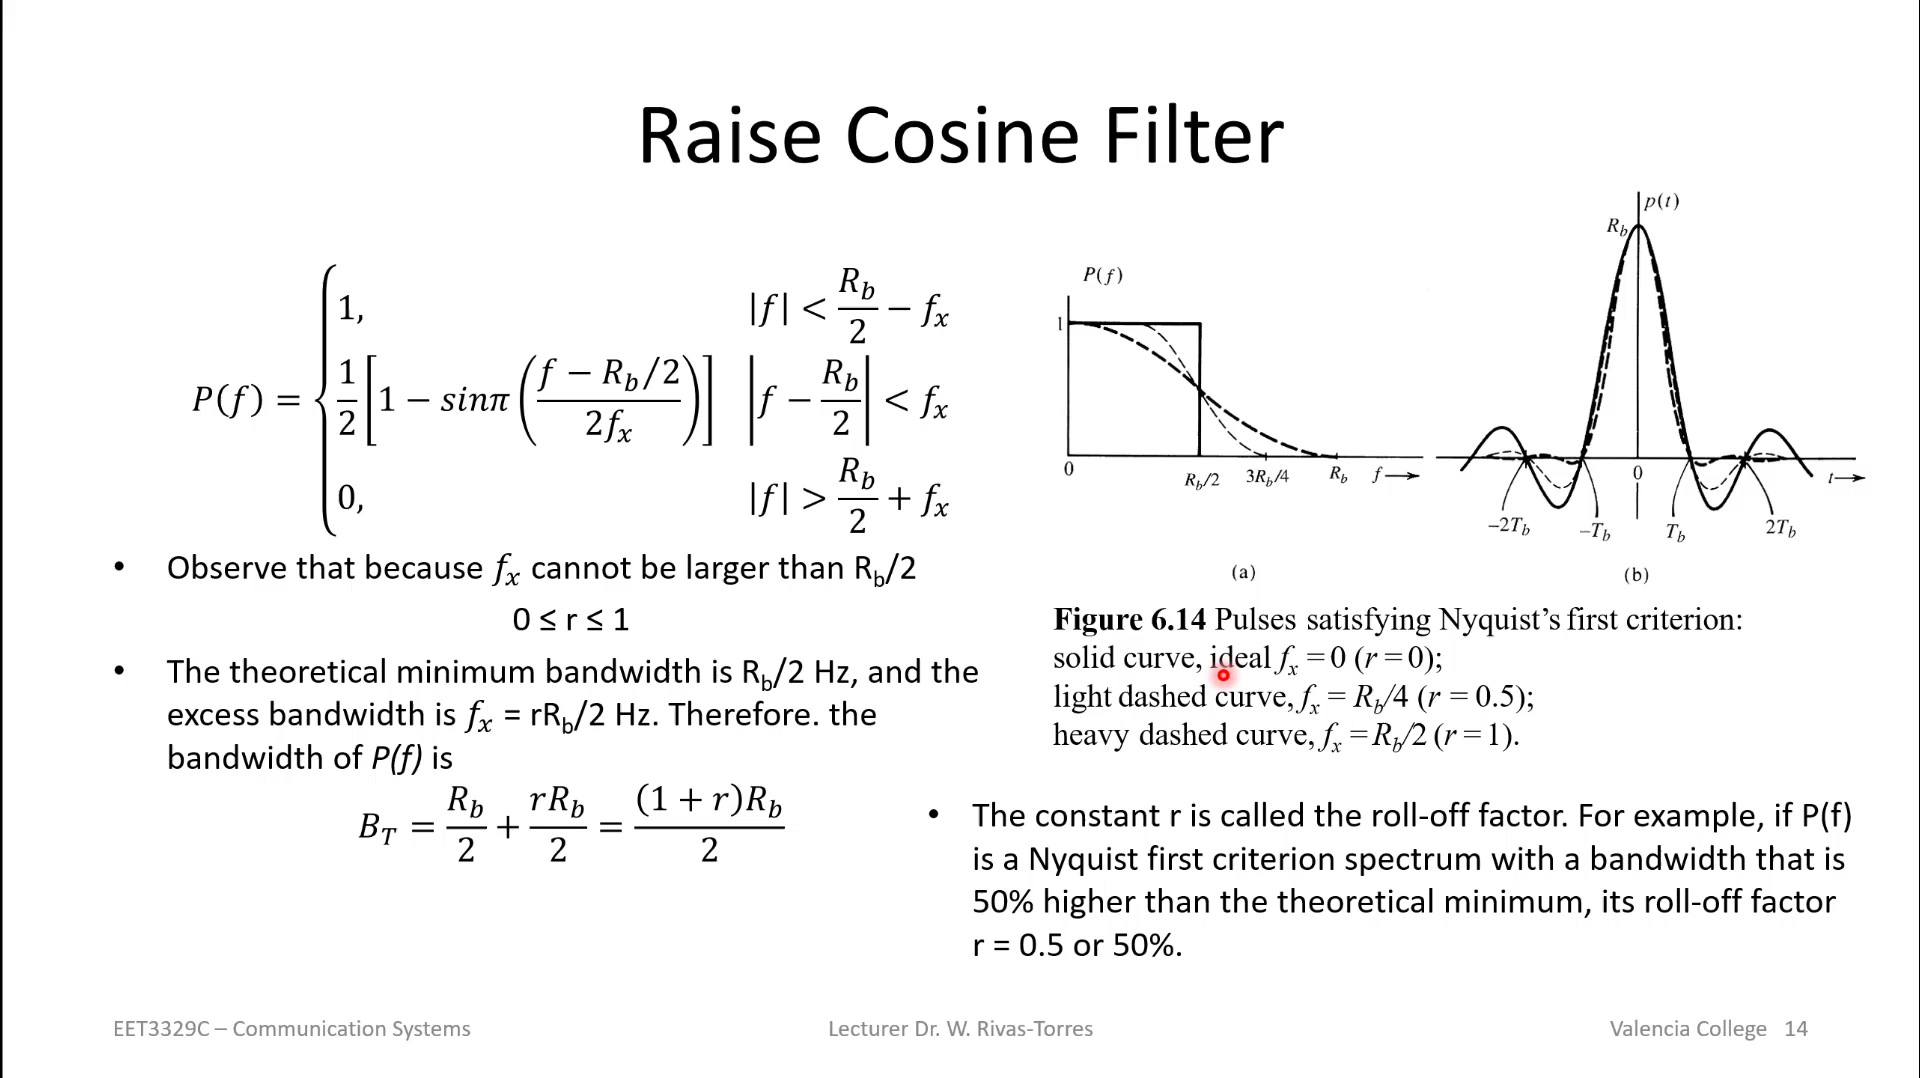 Raise Cosine Filter
P(f) = { 1, |f| < R_b/2 − f_x
1/2 [1 − sinπ ((f − R_b/2)/(2f_x))] |f − R_b/2| < f_x
0, |f| > R_b/2 + f_x
• Observe that because f_x cannot be larger than R_b/2
0 ≤ r ≤ 1
• The theoretical minimum bandwidth is R_b/2 Hz, and the
excess bandwidth is f_x = rR_b/2 Hz. Therefore. the
bandwidth of P(f) is
B_T = R_b/2 + rR_b/2 = (1 + r)R_b/2
P(f)
1
0 R_b/2 3R_b/4 R_b f
(a)
p(t)
R_b
0 t
−2T_b −T_b T_b 2T_b
(b)
Figure 6.14 Pulses satisfying Nyquist’s first criterion:
solid curve, ideal f_x = 0 (r = 0);
light dashed curve, f_x = R_b/4 (r = 0.5);
heavy dashed curve, f_x = R_b/2 (r = 1).
• The constant r is called the roll-off factor. For example, if P(f)
is a Nyquist first criterion spectrum with a bandwidth that is
50% higher than the theoretical minimum, its roll-off factor
r = 0.5 or 50%.
EET3329C – Communication Systems
Lecturer Dr. W. Rivas-Torres
Valencia College 14